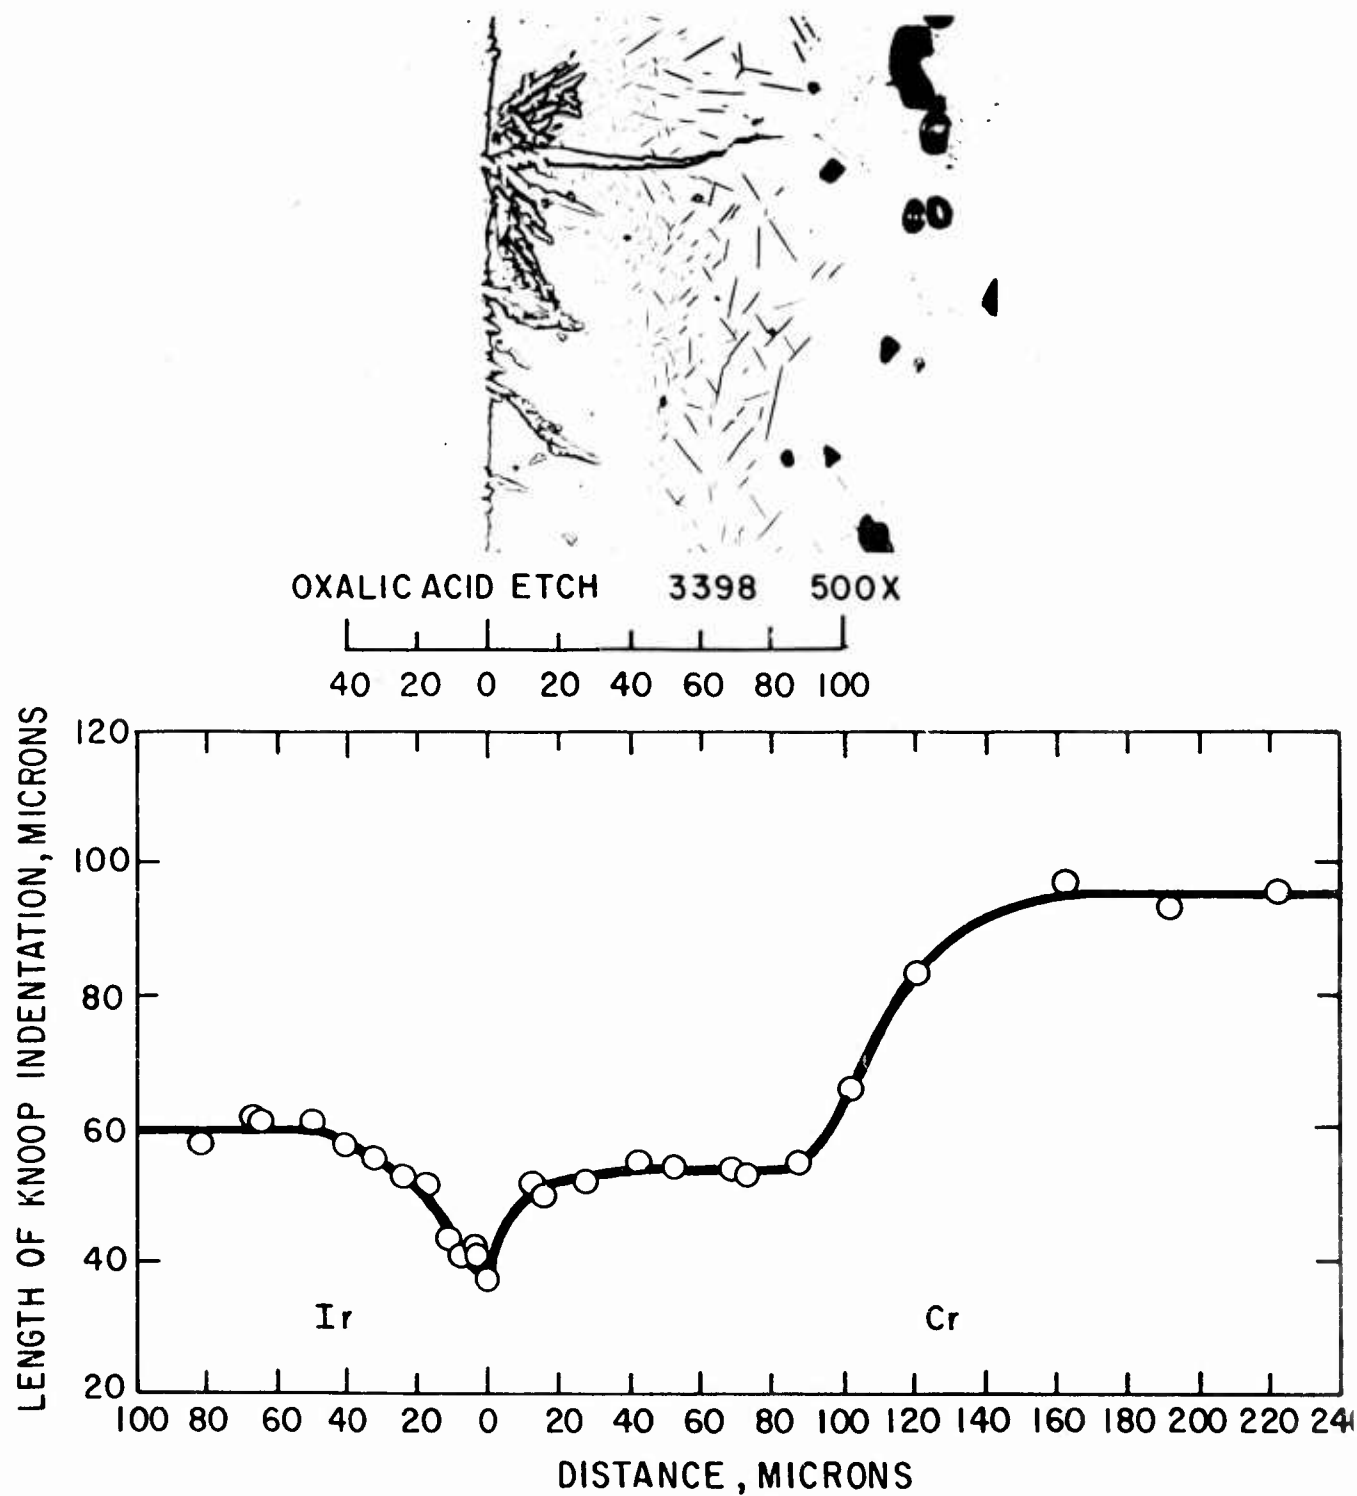 OXALIC ACID ETCH 3398 500X
40 20 0 20 40 60 80 100
LENGTH OF KNOOP INDENTATION, MICRONS
120
100
80
60
40
20
Ir Cr
100 80 60 40 20 0 20 40 60 80 100 120 140 160 180 200 220
DISTANCE, MICRONS